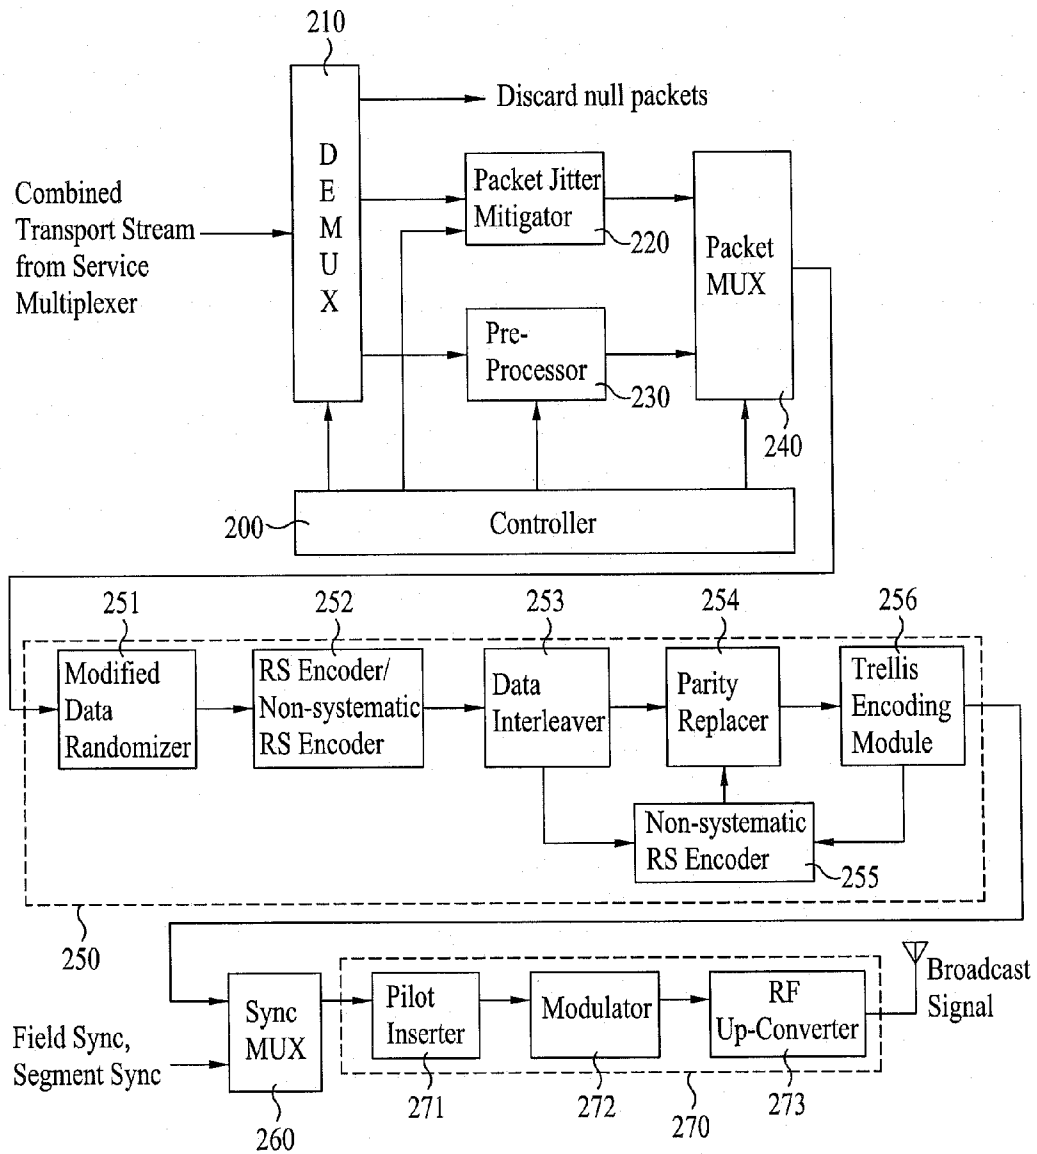 210
Discard null packets
D
E
M
U
X
Combined
Transport Stream
from Service
Multiplexer
Packet Jitter
Mitigator
220
Packet
MUX
Pre-
Processor
230
240
200
Controller
251
252
253
254
256
Modified
Data
Randomizer
RS Encoder/
Non-systematic
RS Encoder
Data
Interleaver
Parity
Replacer
Trellis
Encoding
Module
Non-systematic
RS Encoder
255
250
Broadcast
Signal
Sync
MUX
Pilot
Inserter
Modulator
RF
Up-Converter
Field Sync,
Segment Sync
260
271
272
270
273